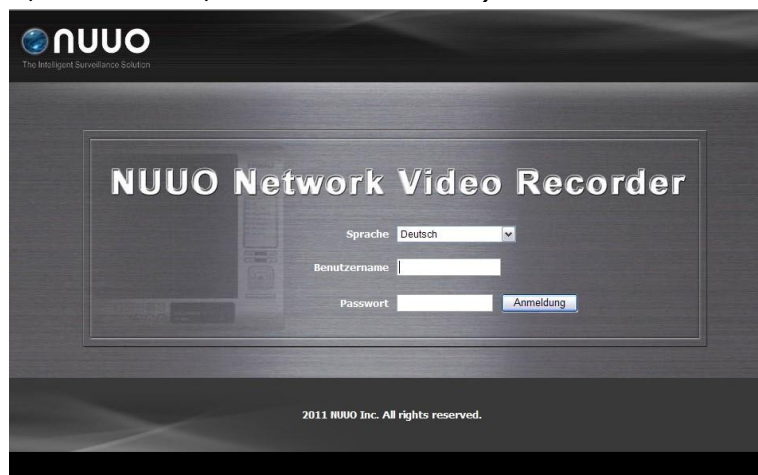 nuuo
The Intelligent Surveillance Solution
NUUO Network Video Recorder
Sprache Deutsch
Benutzername
Passwort Anmeldung
2011 NUUO Inc. All rights reserved.